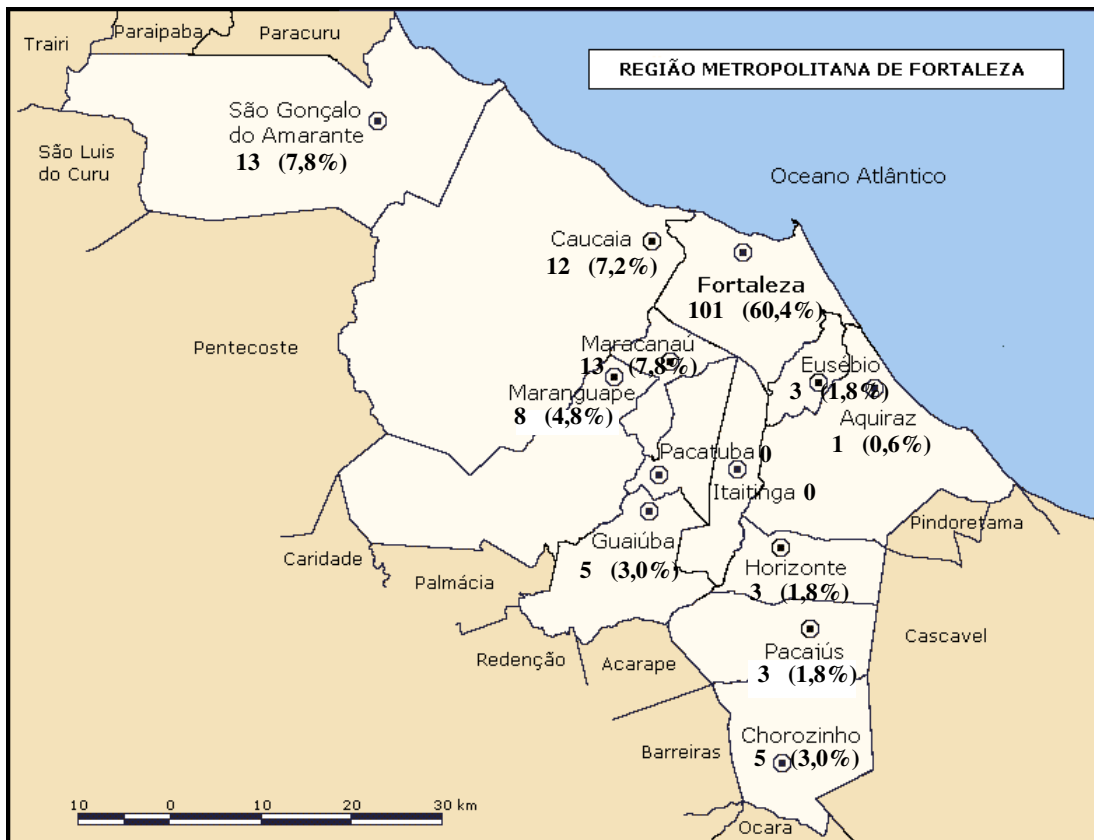 Trairi
Paraipaba
Paracuru
REGIÃO METROPOLITANA DE FORTALEZA
São Gonçalo
do Amarante
13 (7,8%)
São Luis
do Curu
Oceano Atlântico
Caucaia
12 (7,2%)
Fortaleza
101 (60,4%)
Pentecoste
Maracanaú
13 (7,8%)
Eusébio
3 (1,8%)
Maranguape
8 (4,8%)
Aquiraz
1 (0,6%)
Pacatuba 0
Itaitinga 0
Pindoretama
Caridade
Guaiúba
5 (3,0%)
Horizonte
3 (1,8%)
Palmácia
Cascavel
Redenção
Acarape
Pacajús
3 (1,8%)
Barreiras
Chorozinho
5 (3,0%)
10 0 10 20 30 km
Ocara